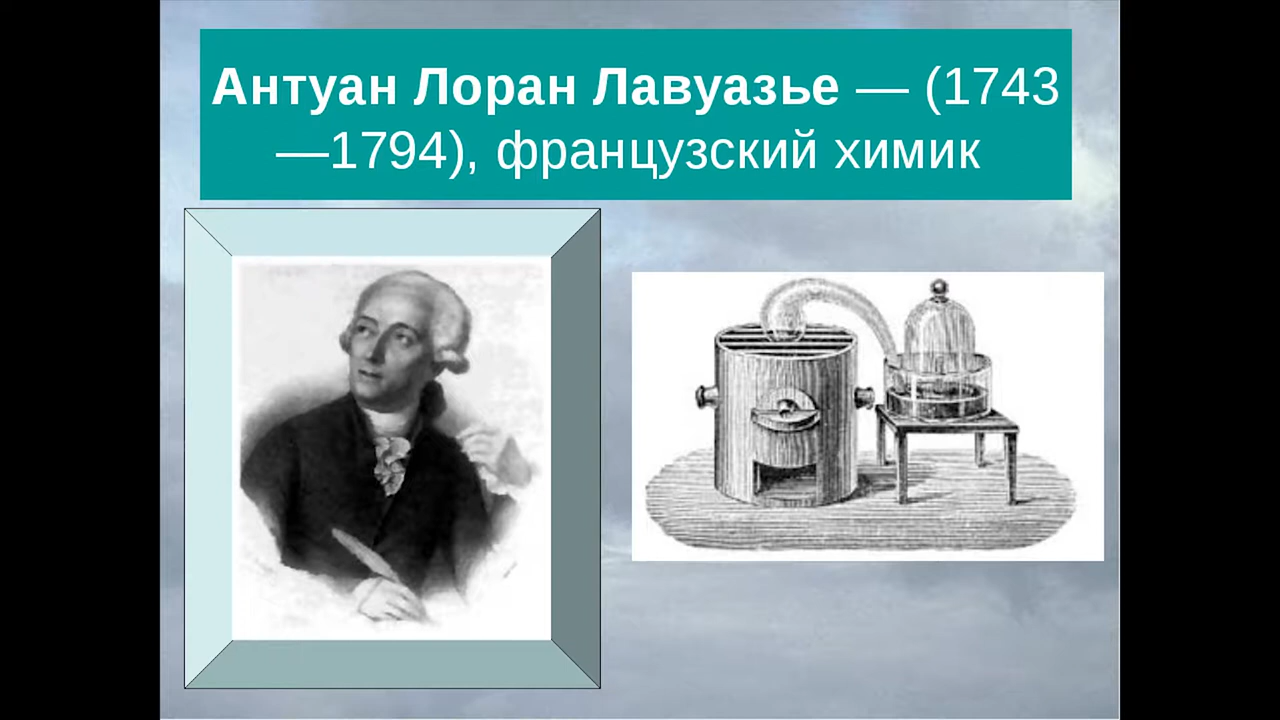 Антуан Лоран Лавуазье — (1743
—1794), французский химик